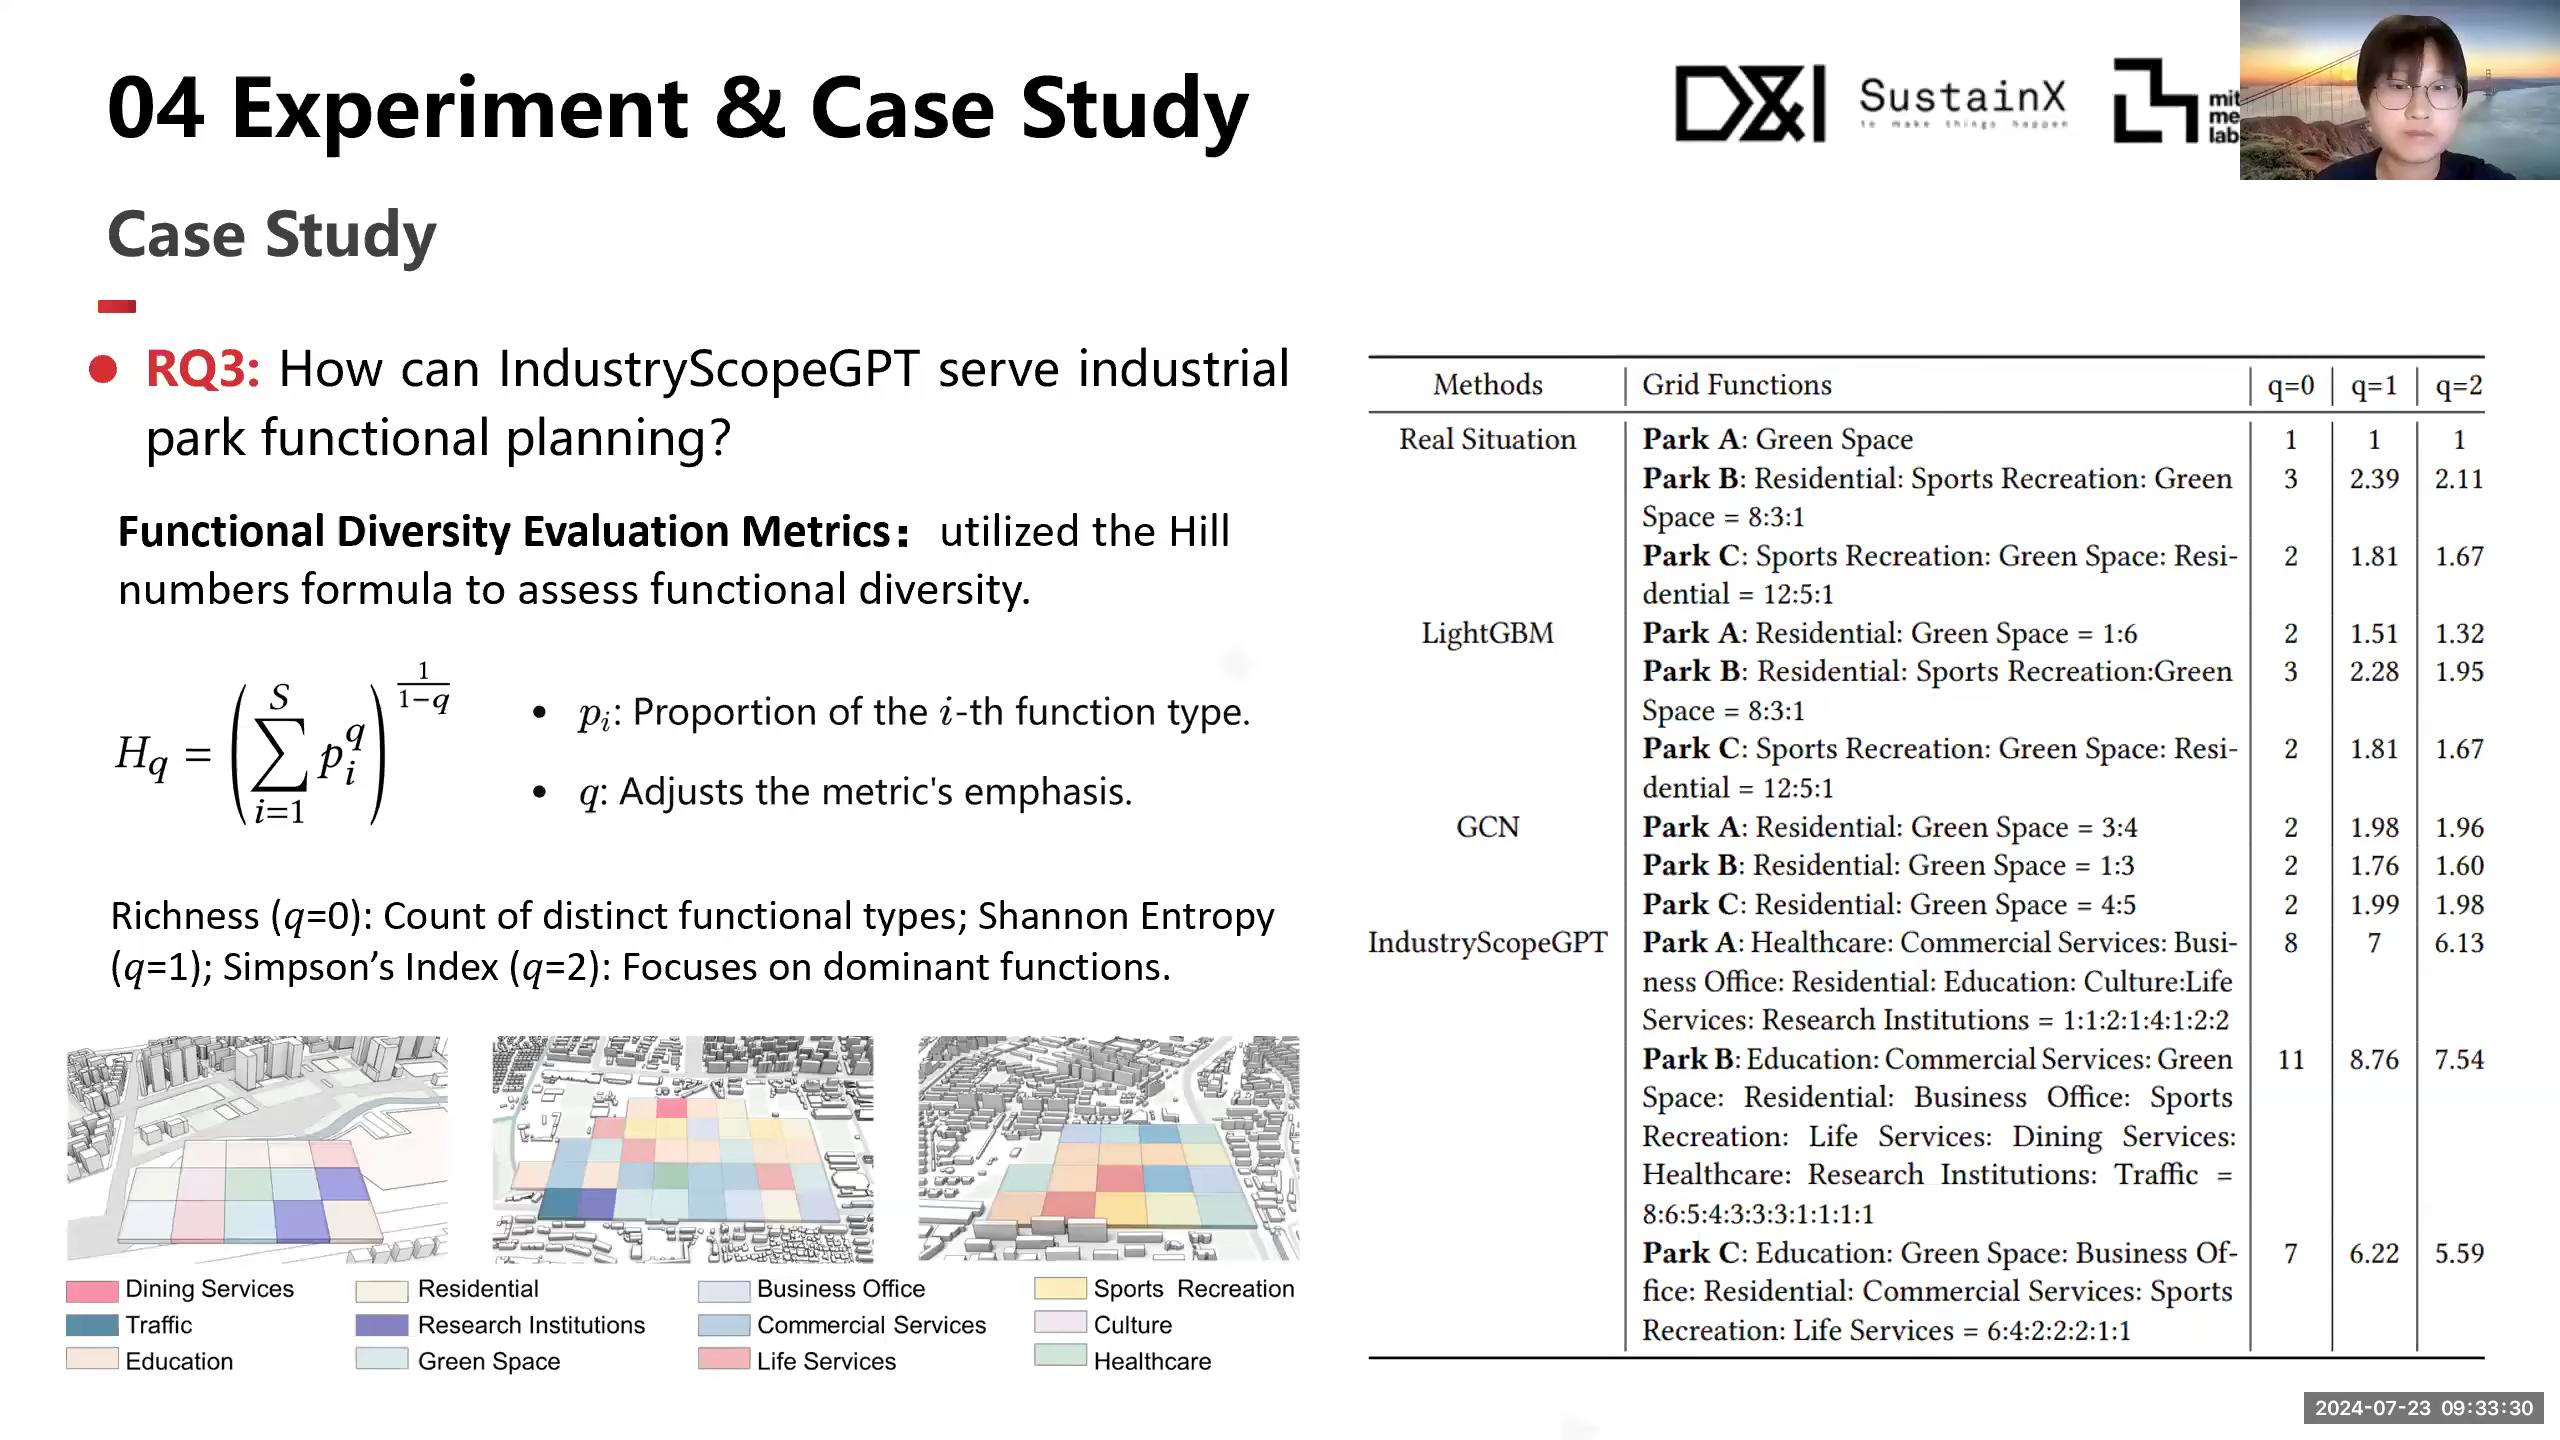 04 Experiment & Case Study
D&I
SustainX
to make things happen
mit
me
lab
Case Study
RQ3: How can IndustryScopeGPT serve industrial
park functional planning?
Functional Diversity Evaluation Metrics：utilized the Hill
numbers formula to assess functional diversity.
H_q = (∑_{i=1}^{S} p_i^q)^{1/(1−q)}
• p_i: Proportion of the i-th function type.
• q: Adjusts the metric's emphasis.
Richness (q=0): Count of distinct functional types; Shannon Entropy
(q=1); Simpson’s Index (q=2): Focuses on dominant functions.
Dining Services Residential Business Office Sports Recreation
Traffic Research Institutions Commercial Services Culture
Education Green Space Life Services Healthcare
Methods Grid Functions q=0 q=1 q=2
Real Situation Park A: Green Space 1 1 1
Park B: Residential: Sports Recreation: Green 3 2.39 2.11
Space = 8:3:1
Park C: Sports Recreation: Green Space: Resi- 2 1.81 1.67
dential = 12:5:1
LightGBM Park A: Residential: Green Space = 1:6 2 1.51 1.32
Park B: Residential: Sports Recreation:Green 3 2.28 1.95
Space = 8:3:1
Park C: Sports Recreation: Green Space: Resi- 2 1.81 1.67
dential = 12:5:1
GCN Park A: Residential: Green Space = 3:4 2 1.98 1.96
Park B: Residential: Green Space = 1:3 2 1.76 1.60
Park C: Residential: Green Space = 4:5 2 1.99 1.98
IndustryScopeGPT Park A: Healthcare: Commercial Services: Busi- 8 7 6.13
ness Office: Residential: Education: Culture:Life
Services: Research Institutions = 1:1:2:1:4:1:2:2
Park B: Education: Commercial Services: Green 11 8.76 7.54
Space: Residential: Business Office: Sports
Recreation: Life Services: Dining Services:
Healthcare: Research Institutions: Traffic =
8:6:5:4:3:3:3:1:1:1:1
Park C: Education: Green Space: Business Of- 7 6.22 5.59
fice: Residential: Commercial Services: Sports
Recreation: Life Services = 6:4:2:2:2:1:1
2024-07-23 09:33:30